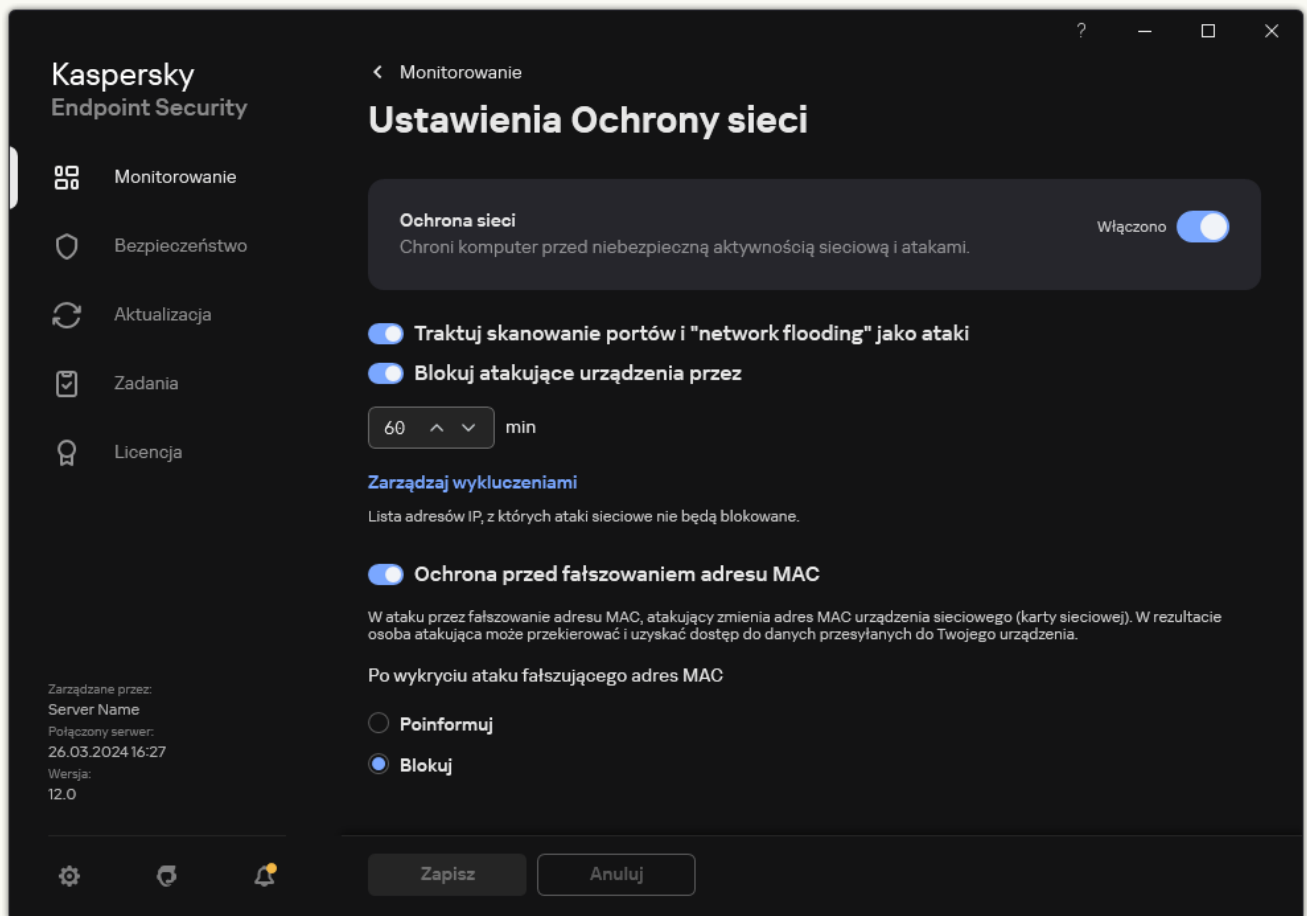 ?
Kaspersky
Endpoint Security
Monitorowanie
Bezpieczeństwo
Aktualizacja
Zadania
Licencja
Zarządzane przez:
Server Name
Połączony serwer:
26.03.2024 16:27
Wersja:
12.0
Monitorowanie
Ustawienia Ochrony sieci
Ochrona sieci
Chroni komputer przed niebezpieczną aktywnością sieciową i atakami.
Włączono
Traktuj skanowanie portów i "network flooding" jako ataki
Blokuj atakujące urządzenia przez
60 min
Zarządzaj wykluczeniami
Lista adresów IP, z których ataki sieciowe nie będą blokowane.
Ochrona przed fałszowaniem adresu MAC
W ataku przez fałszowanie adresu MAC, atakujący zmienia adres MAC urządzenia sieciowego (karty sieciowej). W rezultacie
osoba atakująca może przekierować i uzyskać dostęp do danych przesyłanych do Twojego urządzenia.
Po wykryciu ataku fałszującego adres MAC
Poinformuj
Blokuj
Zapisz
Anuluj